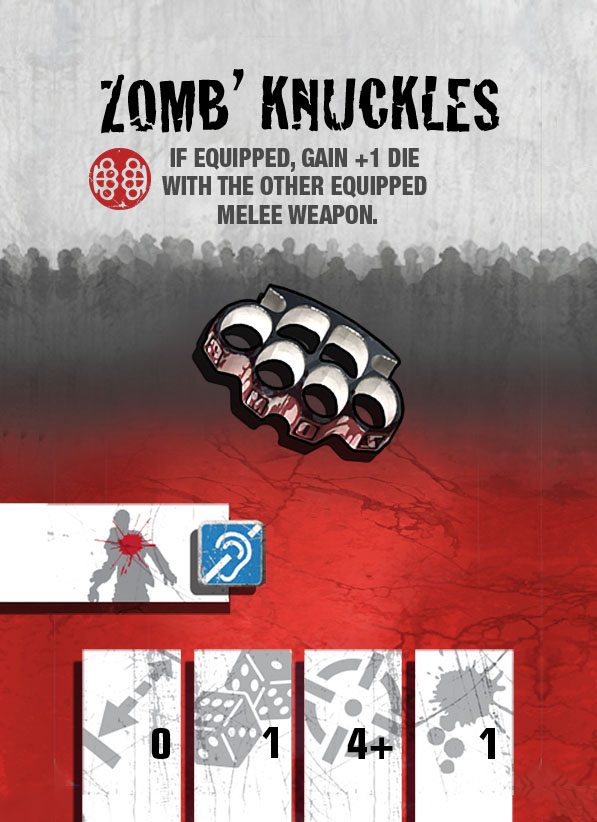 ZOMB' KNUCKLES
IF EQUIPPED, GAIN +1 DIE
WITH THE OTHER EQUIPPED
MELEE WEAPON.
0
1
4+
1